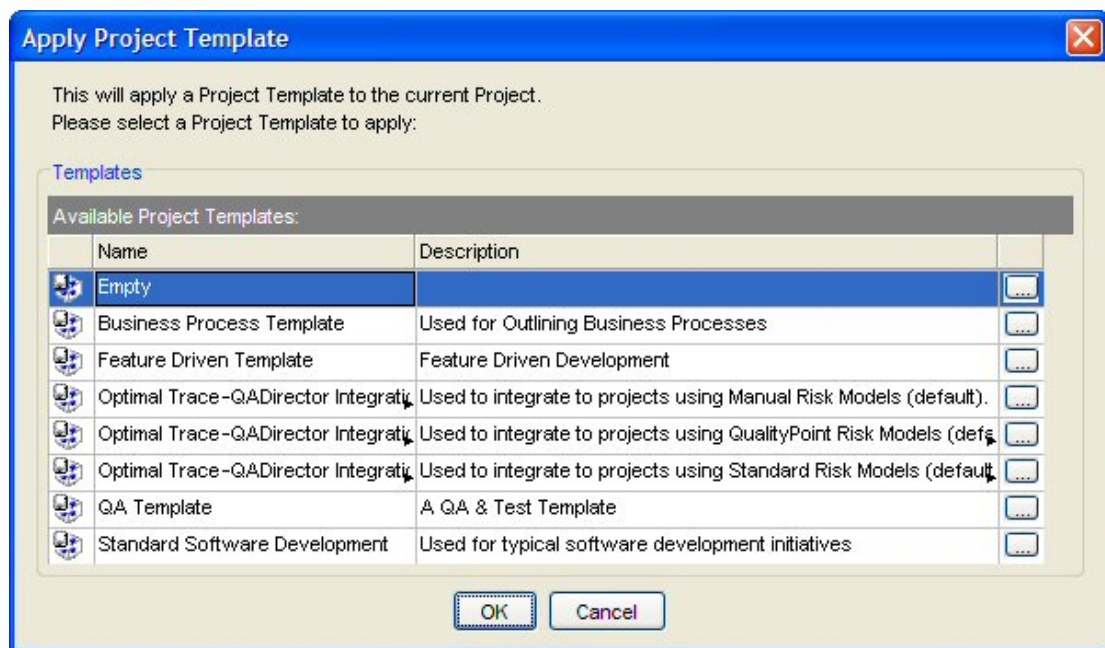 Apply Project Template
This will apply a Project Template to the current Project.
Please select a Project Template to apply:
Templates
Available Project Templates:
Name Description
Empty ...
Business Process Template Used for Outlining Business Processes ...
Feature Driven Template Feature Driven Development ...
Optimal Trace-QADirector Used to integrate to projects using Manual Risk Models (default). ...
Optimal Trace-QADirector Used to integrate to projects using QualityPoint Risk Models ...
Optimal Trace-QADirector Used to integrate to projects using Standard Risk Models (default ...
QA Template A QA & Test Template ...
Standard Software Development Used for typical software development initiatives ...
OK Cancel